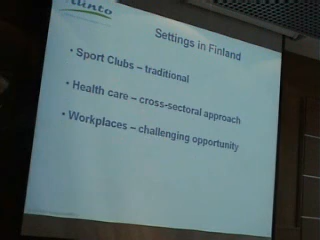 Settings in Finland
• Sport Clubs – traditional
• Health care – cross-sectoral approach
• Workplaces – challenging opportunity